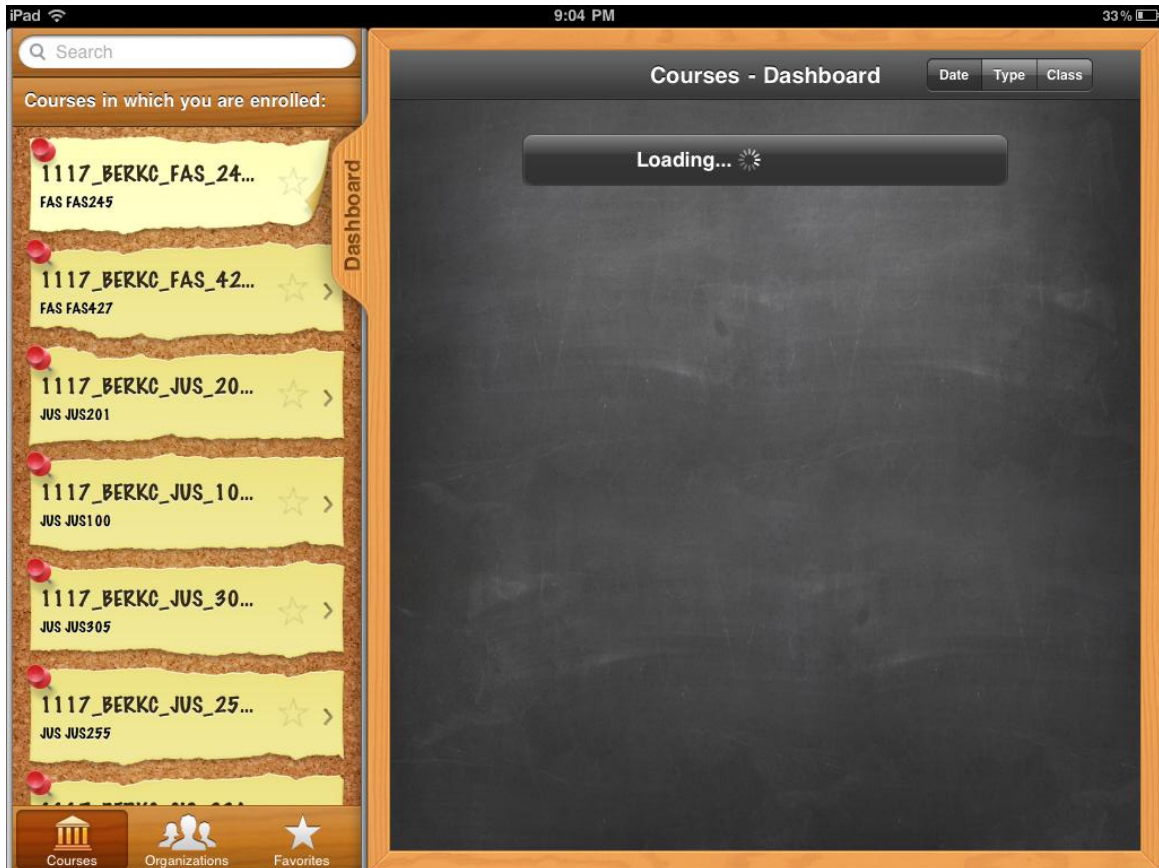 iPad 9:04 PM 33%
Search
Courses in which you are enrolled:
1117_BERKC_FAS_24...
FAS FAS245
1117_BERKC_FAS_42...
FAS FAS427
1117_BERKC_JUS_20...
JUS JUS201
1117_BERKC_JUS_10...
JUS JUS100
1117_BERKC_JUS_30...
JUS JUS305
1117_BERKC_JUS_25...
JUS JUS255
Courses Organizations Favorites
Dashboard
Courses - Dashboard
Date Type Class
Loading...